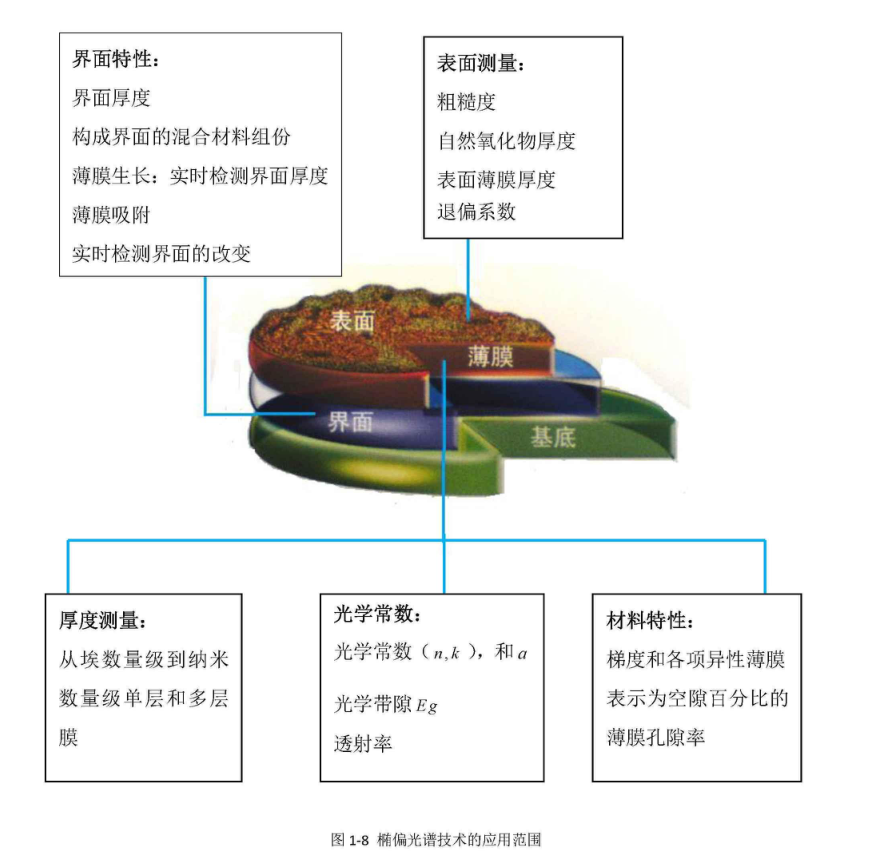 界面特性:
界面厚度
构成界面的混合材料组份
薄膜生长: 实时检测界面厚度
薄膜吸附
实时检测界面的改变
表面测量:
粗糙度
自然氧化物厚度
表面薄膜厚度
退偏系数
表面
薄膜
界面
基底
厚度测量:
从埃数量级到纳米
数量级单层和多层
膜
光学常数:
光学常数（n,k），和 a
光学带隙 Eg
透射率
材料特性:
梯度和各项异性薄膜
表示为空隙百分比的
薄膜孔隙率
图 1-8 椭偏光谱技术的应用范围